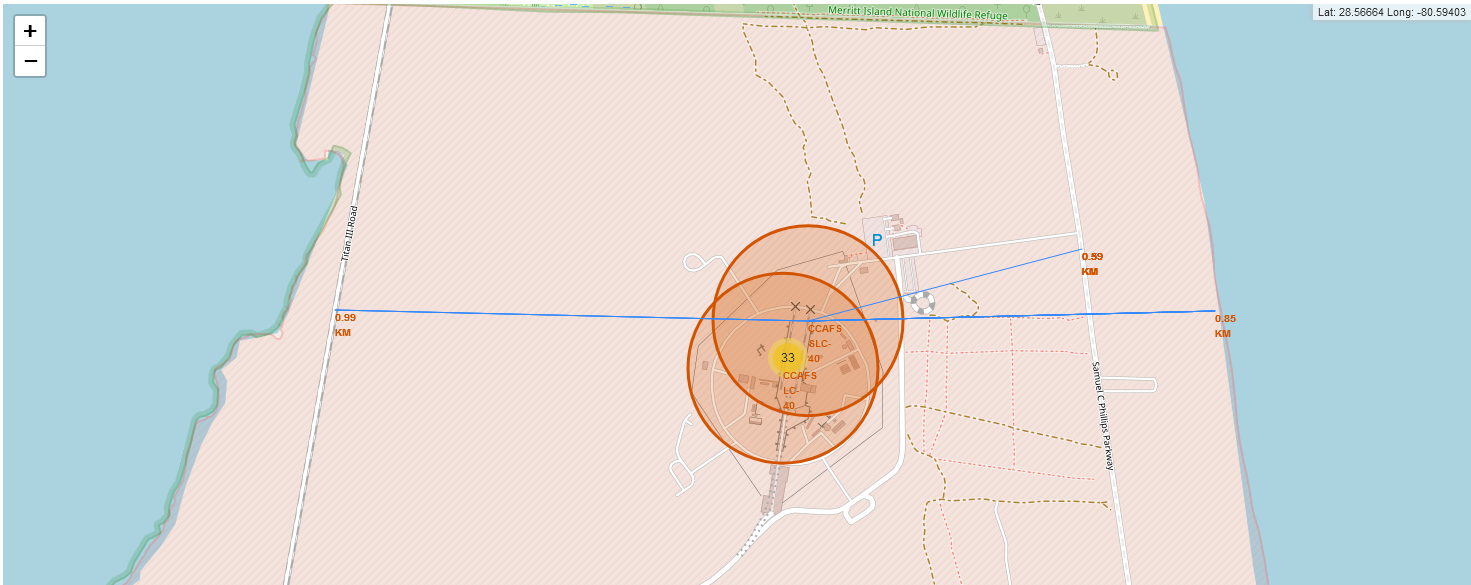 +
−
Merritt Island National Wildlife Refuge
Lat: 28.56664 Long: -80.59403
Titan III Road
P
0.59
KM
0.99
KM
0.85
KM
CCAFS
SLC-
40
33
CCAFS
LC-
40
Samuel C Phillips Parkway